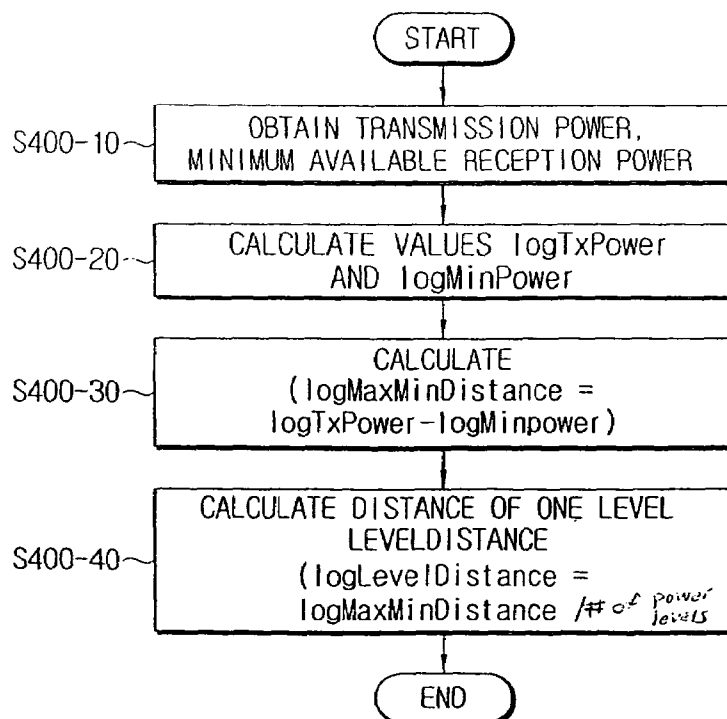 START
S400-10
OBTAIN TRANSMISSION POWER,
MINIMUM AVAILABLE RECEPTION POWER
S400-20
CALCULATE VALUES logTxPower
AND logMinPower
S400-30
CALCULATE
(logMaxMinDistance =
logTxPower-logMinpower)
S400-40
CALCULATE DISTANCE OF ONE LEVEL
LEVELDISTANCE
(logLevelDistance =
logMaxMinDistance /# of power
levels
END